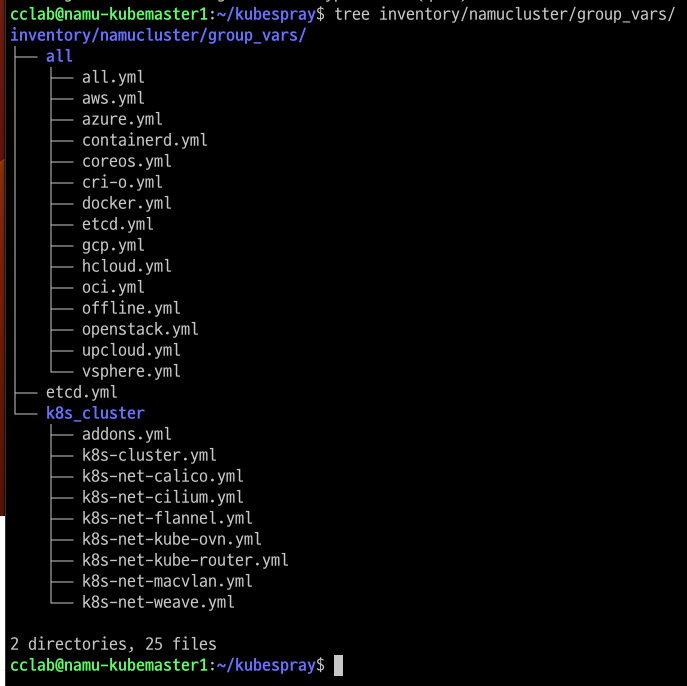 cclab@namu-kubemaster1:~/kubespray$ tree inventory/namucluster/group_vars/
inventory/namucluster/group_vars/
├── all
│   ├── all.yml
│   ├── aws.yml
│   ├── azure.yml
│   ├── containerd.yml
│   ├── coreos.yml
│   ├── cri-o.yml
│   ├── docker.yml
│   ├── etcd.yml
│   ├── gcp.yml
│   ├── hcloud.yml
│   ├── oci.yml
│   ├── offline.yml
│   ├── openstack.yml
│   ├── upcloud.yml
│   └── vsphere.yml
├── etcd.yml
└── k8s_cluster
    ├── addons.yml
    ├── k8s-cluster.yml
    ├── k8s-net-calico.yml
    ├── k8s-net-cilium.yml
    ├── k8s-net-flannel.yml
    ├── k8s-net-kube-ovn.yml
    ├── k8s-net-kube-router.yml
    ├── k8s-net-macvlan.yml
    └── k8s-net-weave.yml

2 directories, 25 files
cclab@namu-kubemaster1:~/kubespray$